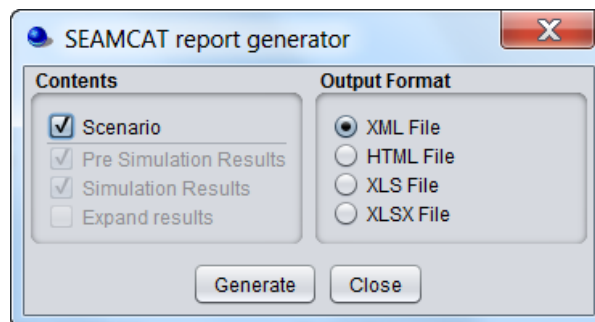 SEAMCAT report generator
Contents
Scenario
Pre Simulation Results
Simulation Results
Expand results
Output Format
XML File
HTML File
XLS File
XLSX File
Generate
Close